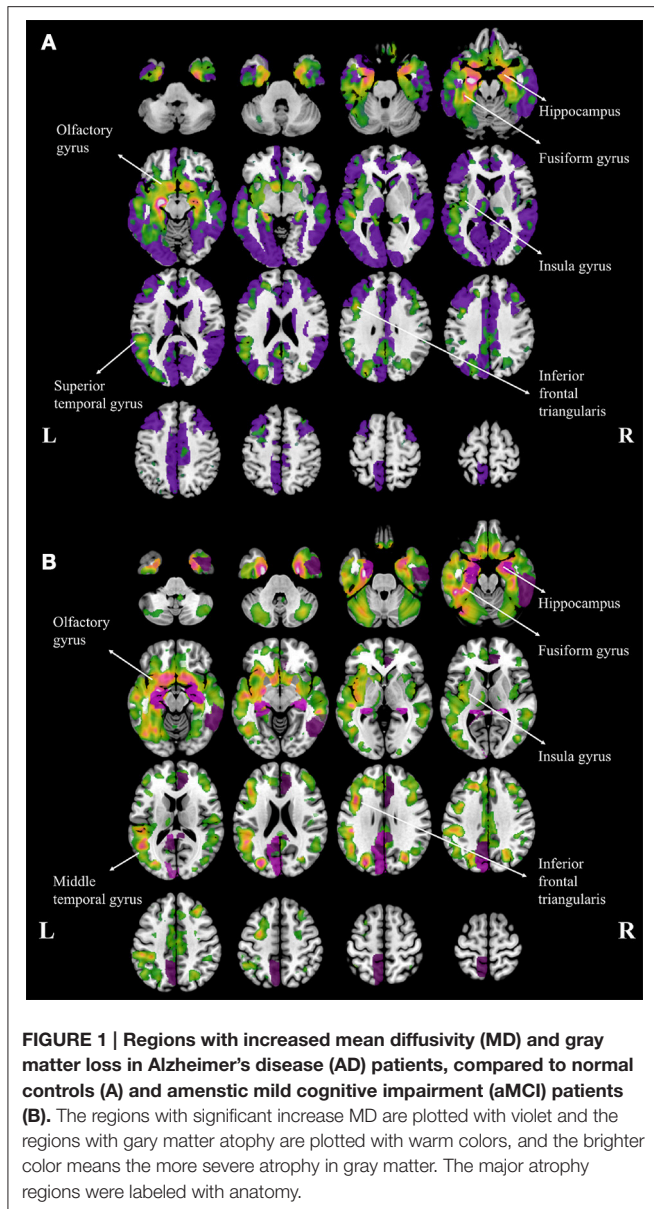 A
Olfactory
gyrus
Hippocampus
Fusiform gyrus
Insula gyrus
Superior
temporal gyrus
Inferior
frontal
triangularis
L
R
B
Olfactory
gyrus
Hippocampus
Fusiform gyrus
Insula gyrus
Middle
temporal gyrus
Inferior
frontal
triangularis
L
R
FIGURE 1 | Regions with increased mean diffusivity (MD) and gray
matter loss in Alzheimer's disease (AD) patients, compared to normal
controls (A) and amenstic mild cognitive impairment (aMCI) patients
(B). The regions with significant increase MD are plotted with violet and the
regions with gary matter atophy are plotted with warm colors, and the brighter
color means the more severe atrophy in gray matter. The major atrophy
regions were labeled with anatomy.